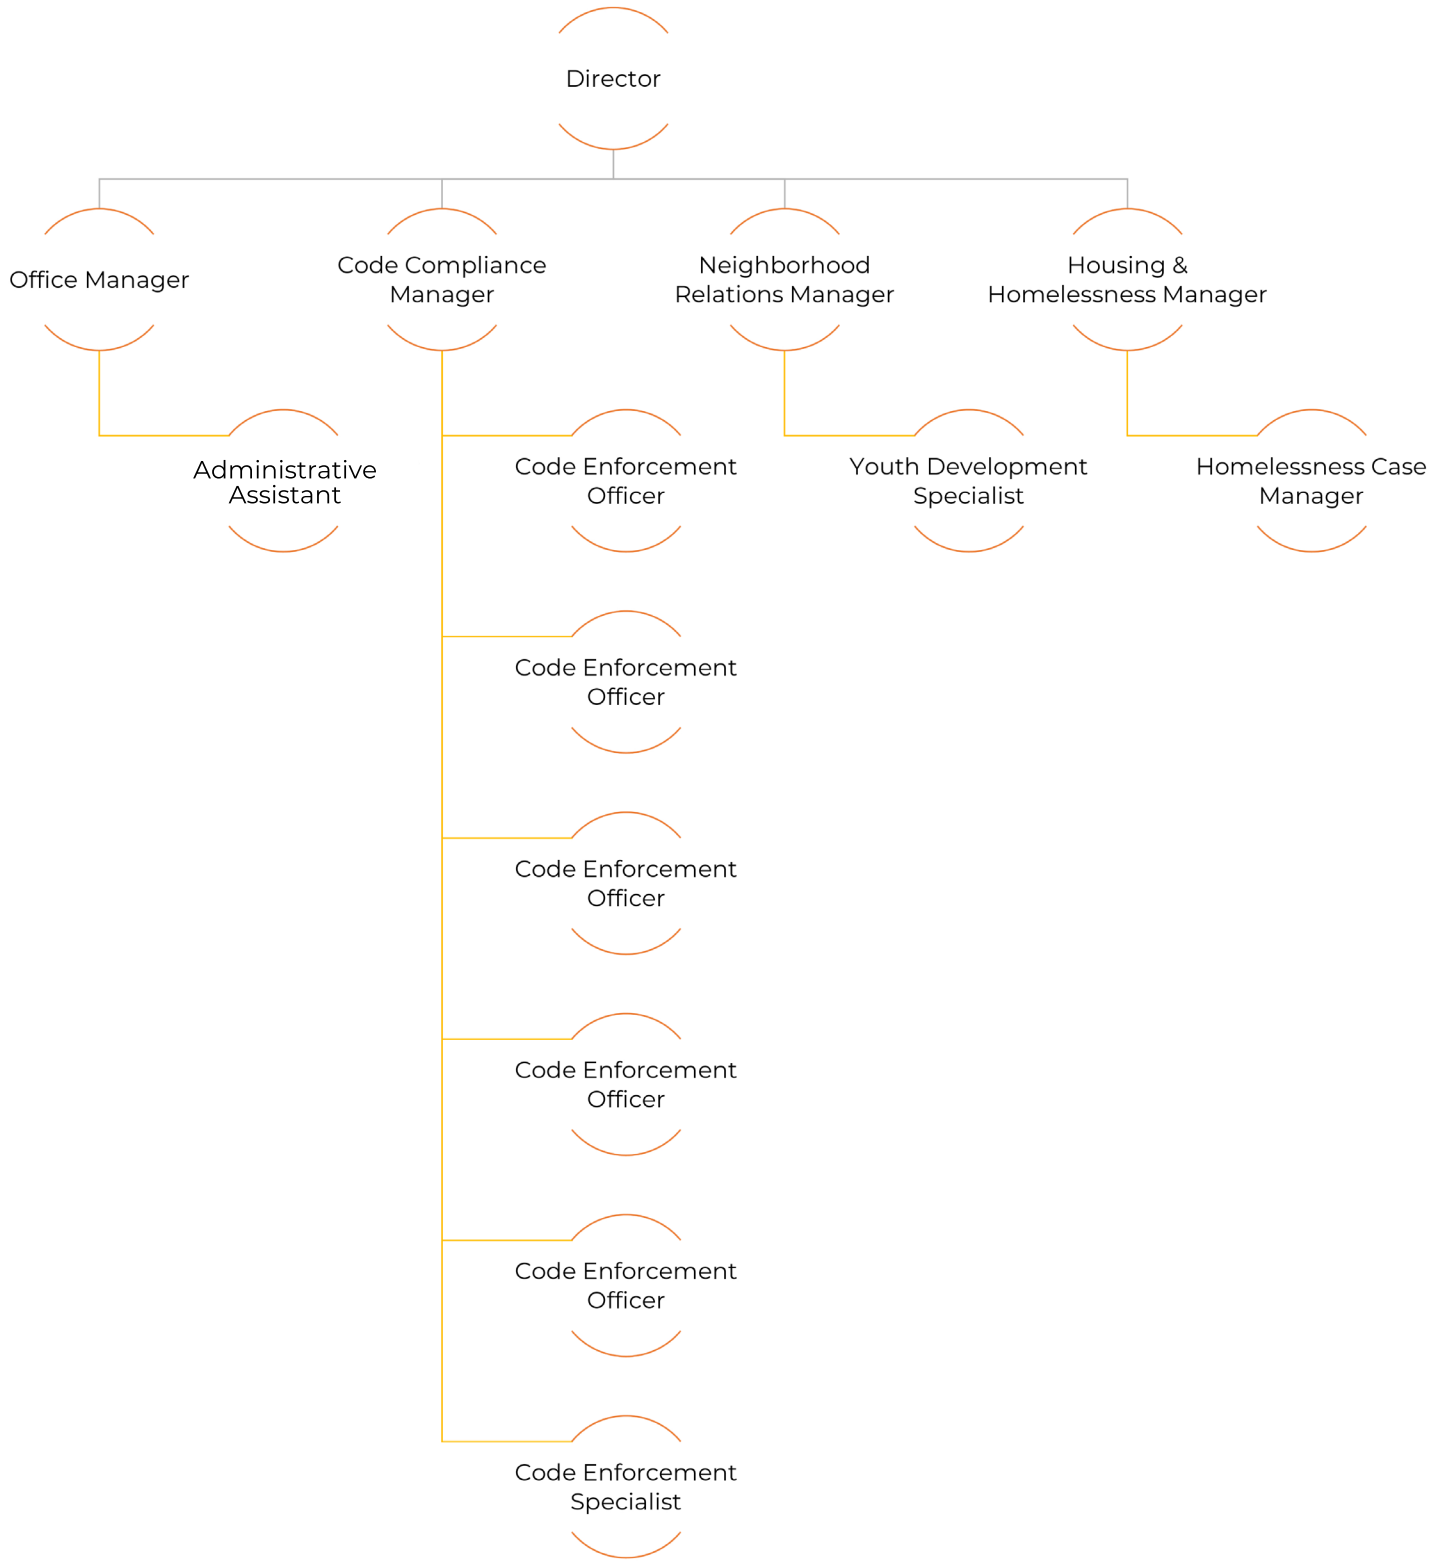 Director
Office Manager
Code Compliance
Manager
Neighborhood
Relations Manager
Housing &
Homelessness Manager
Administrative
Assistant
Code Enforcement
Officer
Youth Development
Specialist
Homelessness Case
Manager
Code Enforcement
Officer
Code Enforcement
Officer
Code Enforcement
Officer
Code Enforcement
Officer
Code Enforcement
Specialist